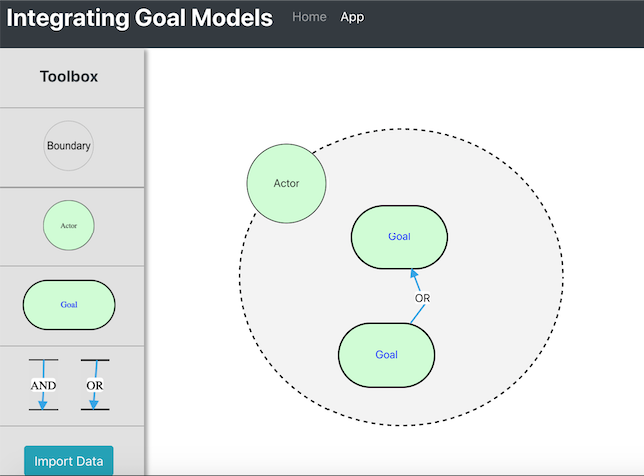 Integrating Goal Models Home App
Toolbox
Boundary
Actor
Goal
AND OR
Import Data
Actor
Goal
OR
Goal